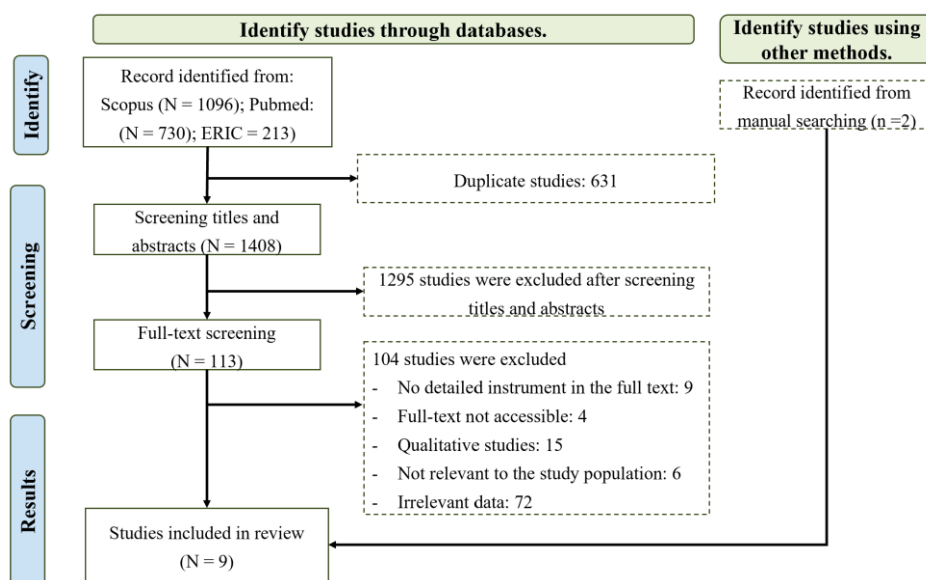 Identify studies through databases.
Identify studies using
other methods.
Identify
Record identified from:
Scopus (N = 1096); Pubmed:
(N = 730); ERIC = 213)
Record identified from
manual searching (n =2)
Duplicate studies: 631
Screening
Screening titles and
abstracts (N = 1408)
1295 studies were excluded after screening
titles and abstracts
Full-text screening
(N = 113)
104 studies were excluded
- No detailed instrument in the full text: 9
- Full-text not accessible: 4
- Qualitative studies: 15
- Not relevant to the study population: 6
- Irrelevant data: 72
Results
Studies included in review
(N = 9)